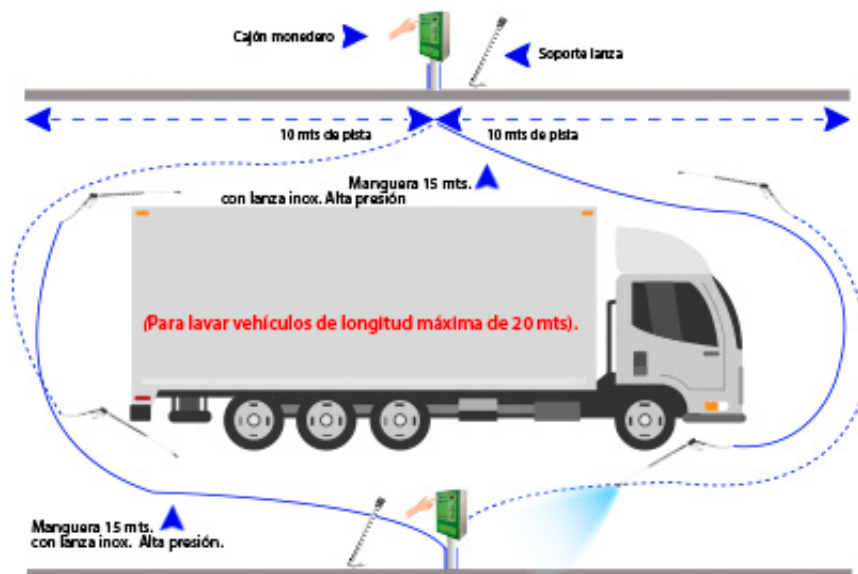 Cajón monedero
Soporte lanza
10 mts de pista
10 mts de pista
Manguera 15 mts.
con lanza inox. Alta presión
(Para lavar vehículos de longitud máxima de 20 mts).
Manguera 15 mts.
con lanza inox. Alta presión.